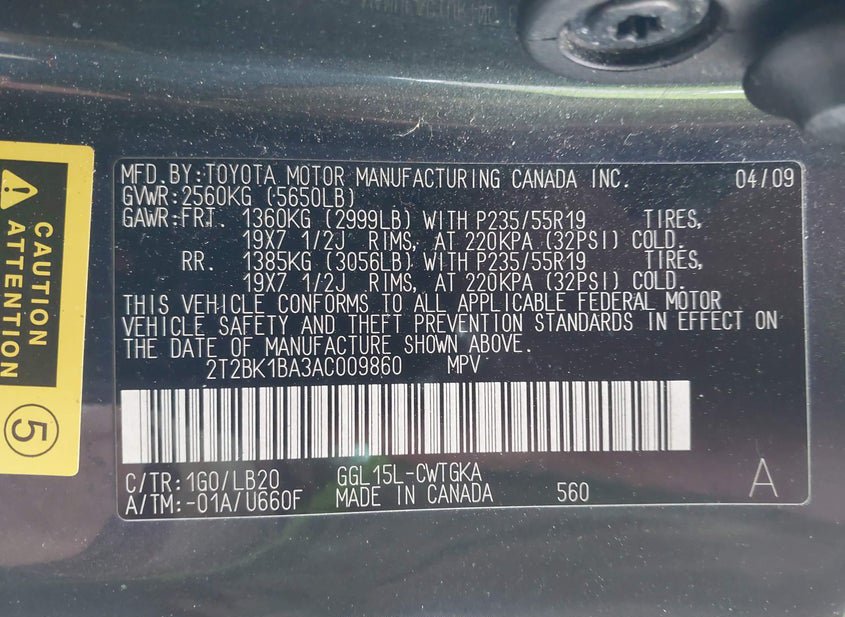 CAUTION
ATTENTION
5
MFD.BY:TOYOTA MOTOR MANUFACTURING CANADA INC. 04/09
GVWR:2560KG (5650LB)
GAWR:FRT. 1360KG (2999LB) WITH P235/55R19 TIRES,
19X7 1/2J RIMS, AT 220KPA (32PSI) COLD.
RR. 1385KG (3056LB) WITH P235/55R19 TIRES,
19X7 1/2J RIMS, AT 220KPA (32PSI) COLD.
THIS VEHICLE CONFORMS TO ALL APPLICABLE FEDERAL MOTOR
VEHICLE SAFETY AND THEFT PREVENTION STANDARDS IN EFFECT ON
THE DATE OF MANUFACTURE SHOWN ABOVE.
2T2BK1BA3AC009860 MPV
C/TR:1G0/LB20 GGL15L-CWTGKA
A/TM:-01A/U660F MADE IN CANADA 560 A